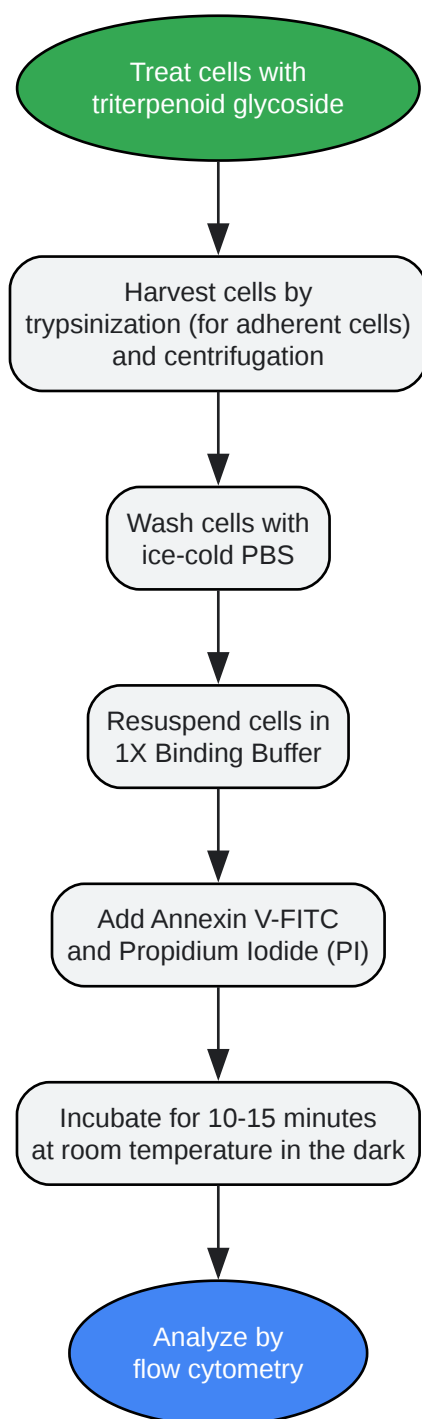 Treat cells with
triterpenoid glycoside
Harvest cells by
trypsinization (for adherent cells)
and centrifugation
Wash cells with
ice-cold PBS
Resuspend cells in
1X Binding Buffer
Add Annexin V-FITC
and Propidium Iodide (PI)
Incubate for 10-15 minutes
at room temperature in the dark
Analyze by
flow cytometry